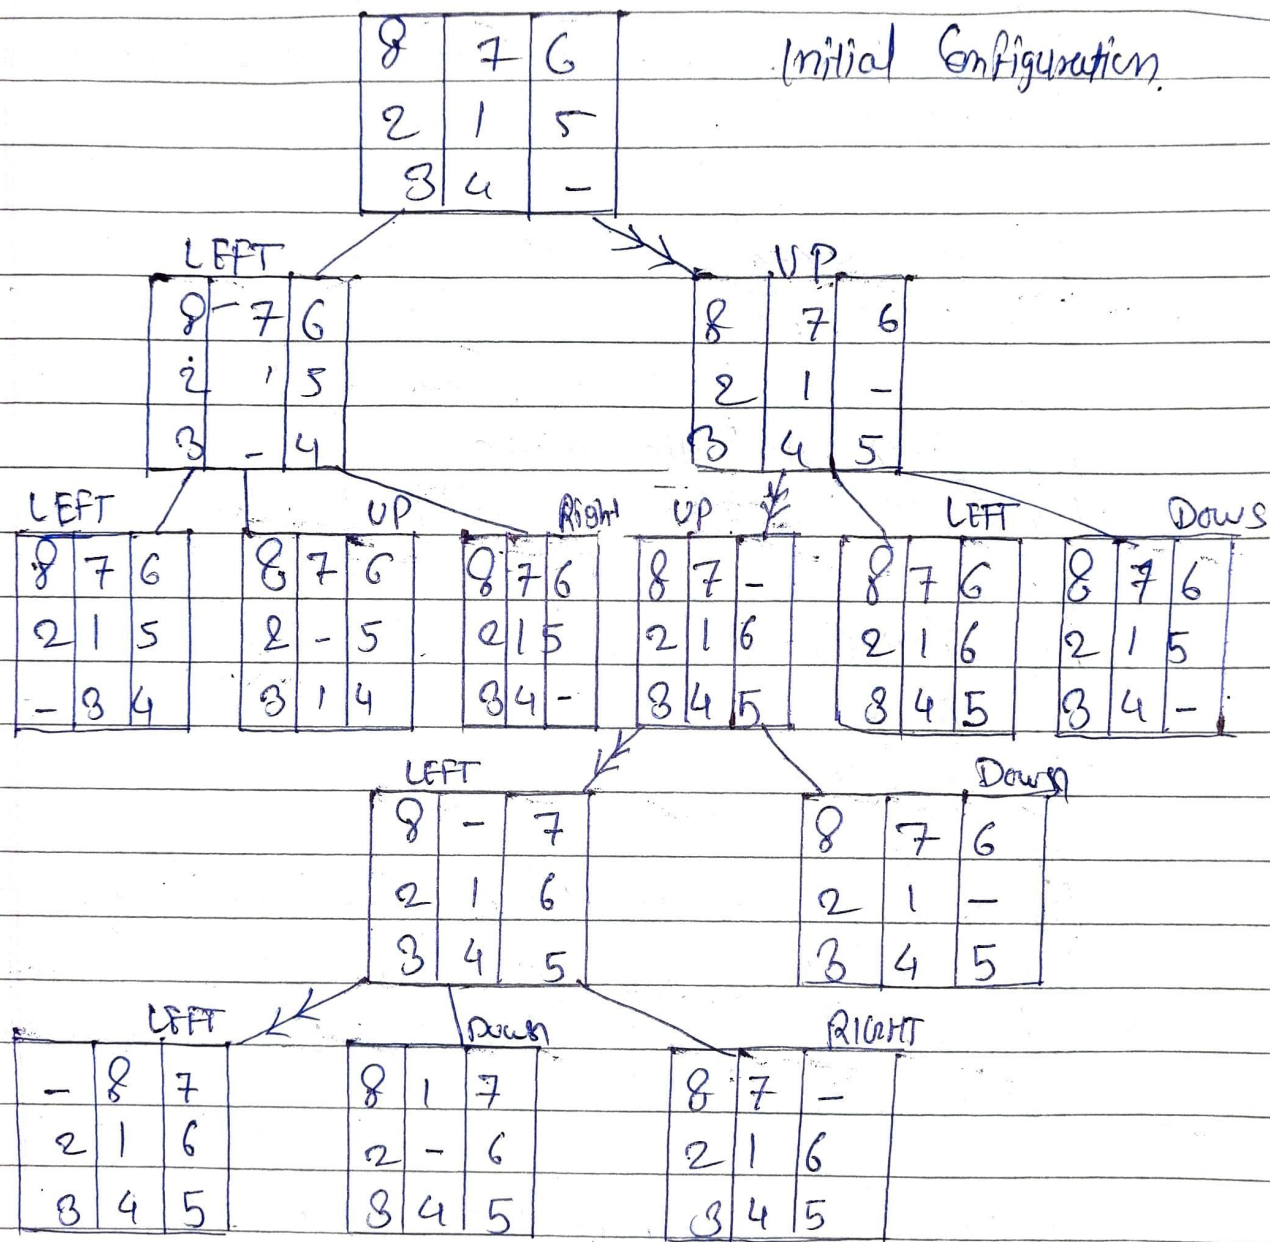 8 7 6 Initial Configuration.
2 1 5
3 4 -
LEFT UP
8 - 7 6 8 7 6
2 1 5 2 1 -
3 - 4 3 4 5
LEFT UP Right UP LEFT Dows
8 7 6 8 7 6 8 7 6 8 7 - 8 7 6 8 7 6
2 1 5 2 - 5 2 1 5 2 1 6 2 1 6 2 1 5
- 3 4 3 1 4 3 4 - 3 4 5 3 4 5 3 4 -
LEFT Down
8 - 7 8 7 6
2 1 6 2 1 -
3 4 5 3 4 5
LEFT Down RIGHT
- 8 7 8 1 7 8 7 -
2 1 6 2 - 6 2 1 6
3 4 5 3 4 5 3 4 5